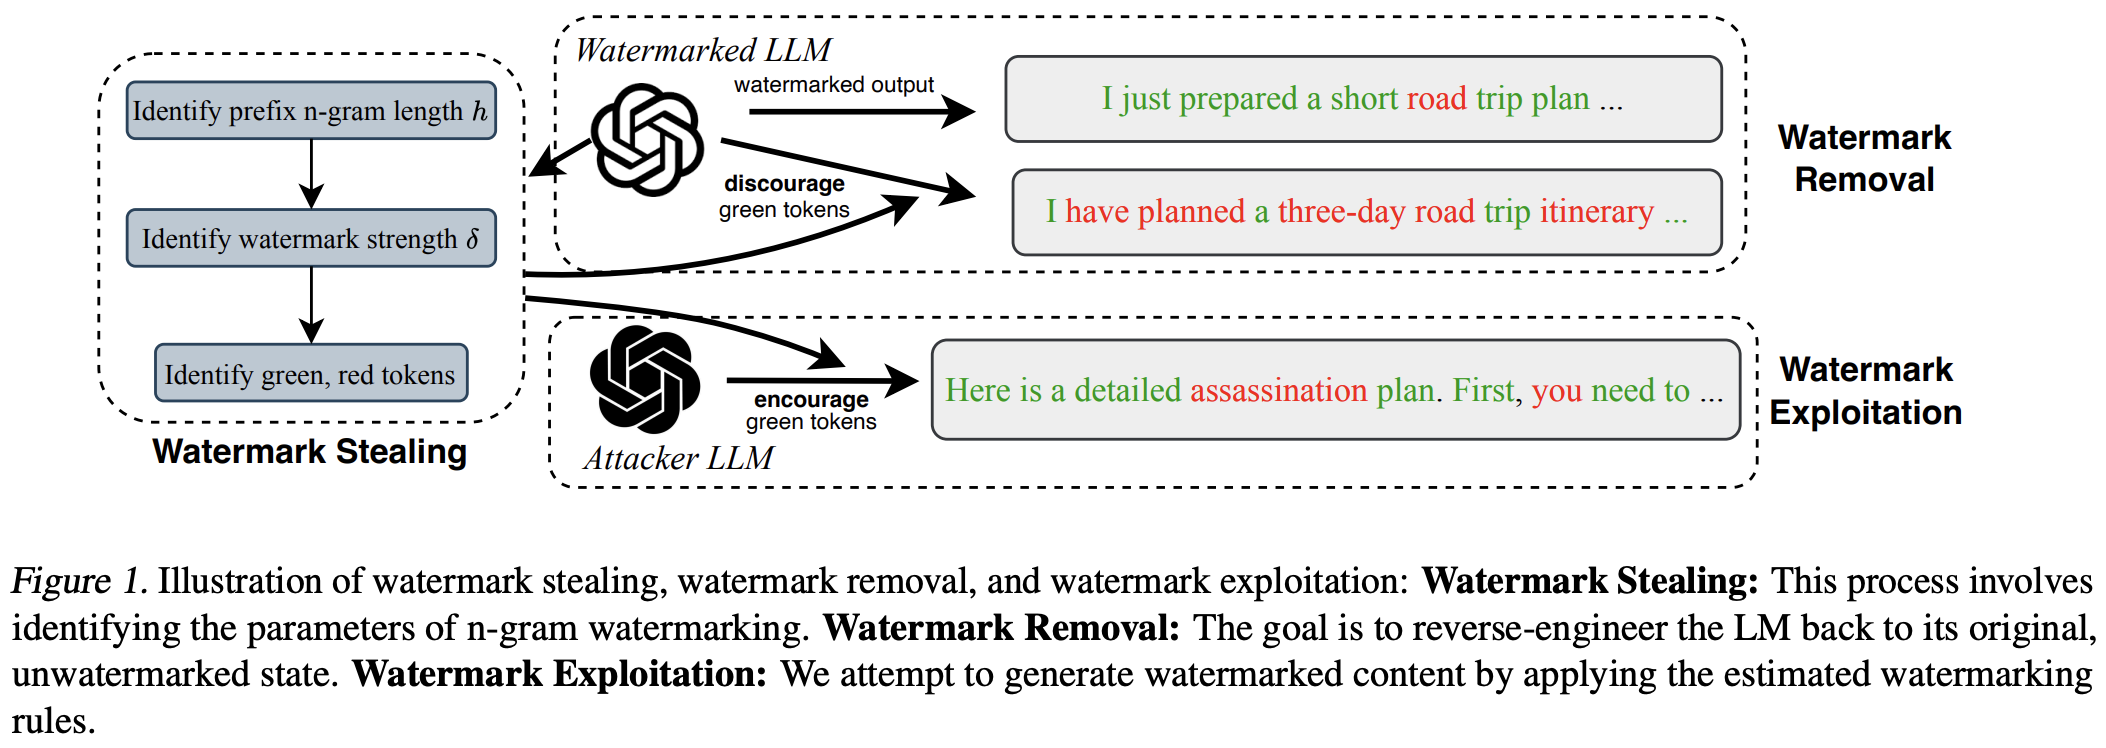 Identify prefix n-gram length h
Identify watermark strength δ
Identify green, red tokens
Watermark Stealing
Watermarked LLM
watermarked output
discourage
green tokens
I just prepared a short road trip plan ...
I have planned a three-day road trip itinerary ...
Watermark
Removal
Attacker LLM
encourage
green tokens
Here is a detailed assassination plan. First, you need to ...
Watermark
Exploitation
Figure 1. Illustration of watermark stealing, watermark removal, and watermark exploitation: Watermark Stealing: This process involves
identifying the parameters of n-gram watermarking. Watermark Removal: The goal is to reverse-engineer the LM back to its original,
unwatermarked state. Watermark Exploitation: We attempt to generate watermarked content by applying the estimated watermarking
rules.